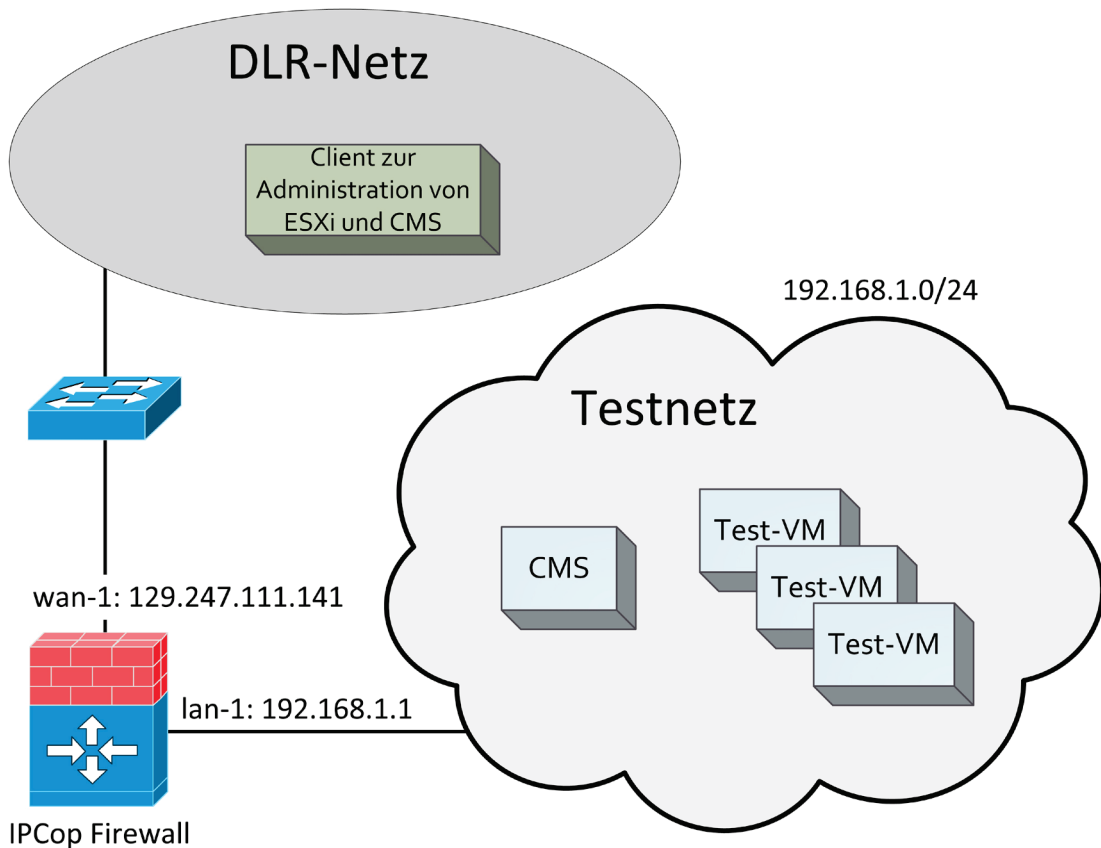 DLR-Netz
Client zur
Administration von
ESXi und CMS
192.168.1.0/24
Testnetz
CMS
Test-VM
Test-VM
Test-VM
wan-1: 129.247.111.141
lan-1: 192.168.1.1
IPCop Firewall